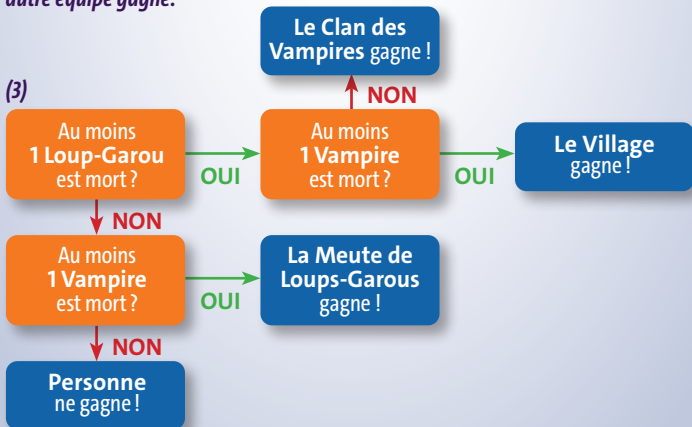 autre équipe gagne.
Le Clan des
Vampires gagne !
(3)
NON
Au moins
1 Loup-Garou
est mort ?
OUI
Au moins
1 Vampire
est mort ?
OUI
Le Village
gagne !
NON
Au moins
1 Vampire
est mort ?
OUI
La Meute de
Loups-Garous
gagne !
NON
Personne
ne gagne !